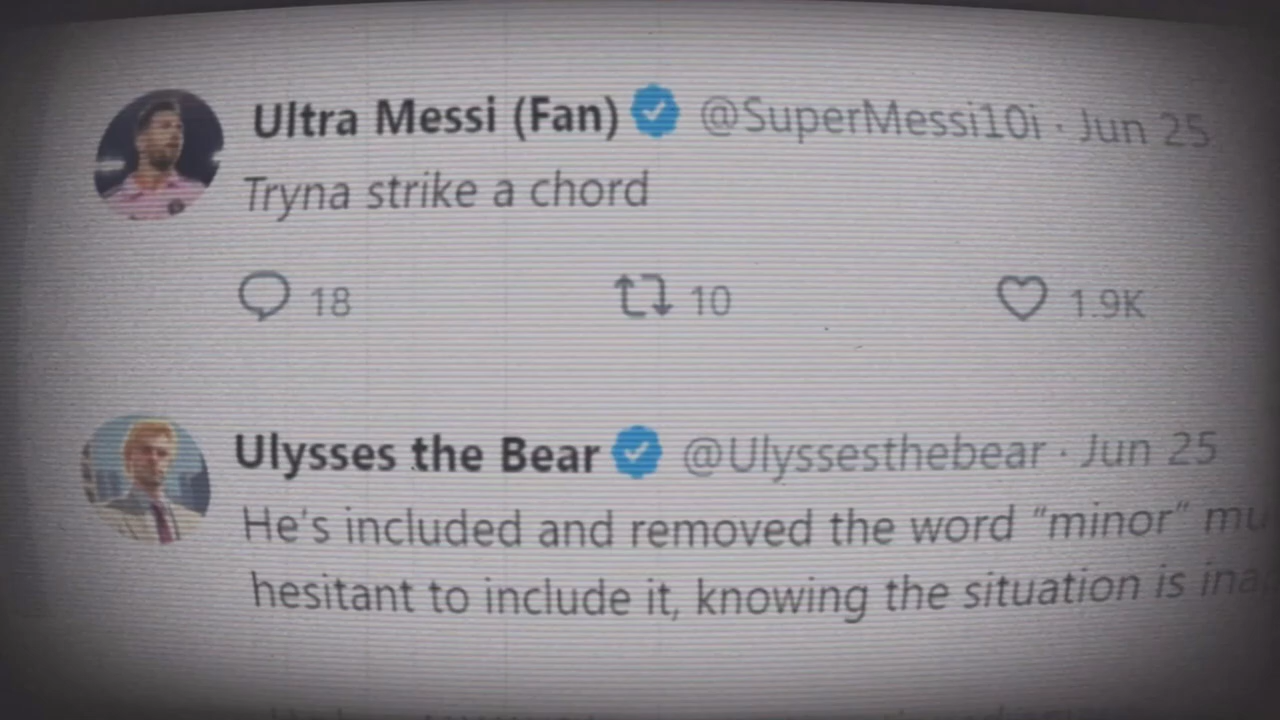 Ultra Messi (Fan) @SuperMessi10i · Jun 25
Tryna strike a chord
18 10 1.9K
Ulysses the Bear @Ulyssesthebear · Jun 25
He's included and removed the word “minor”
hesitant to include it, knowing the situation is